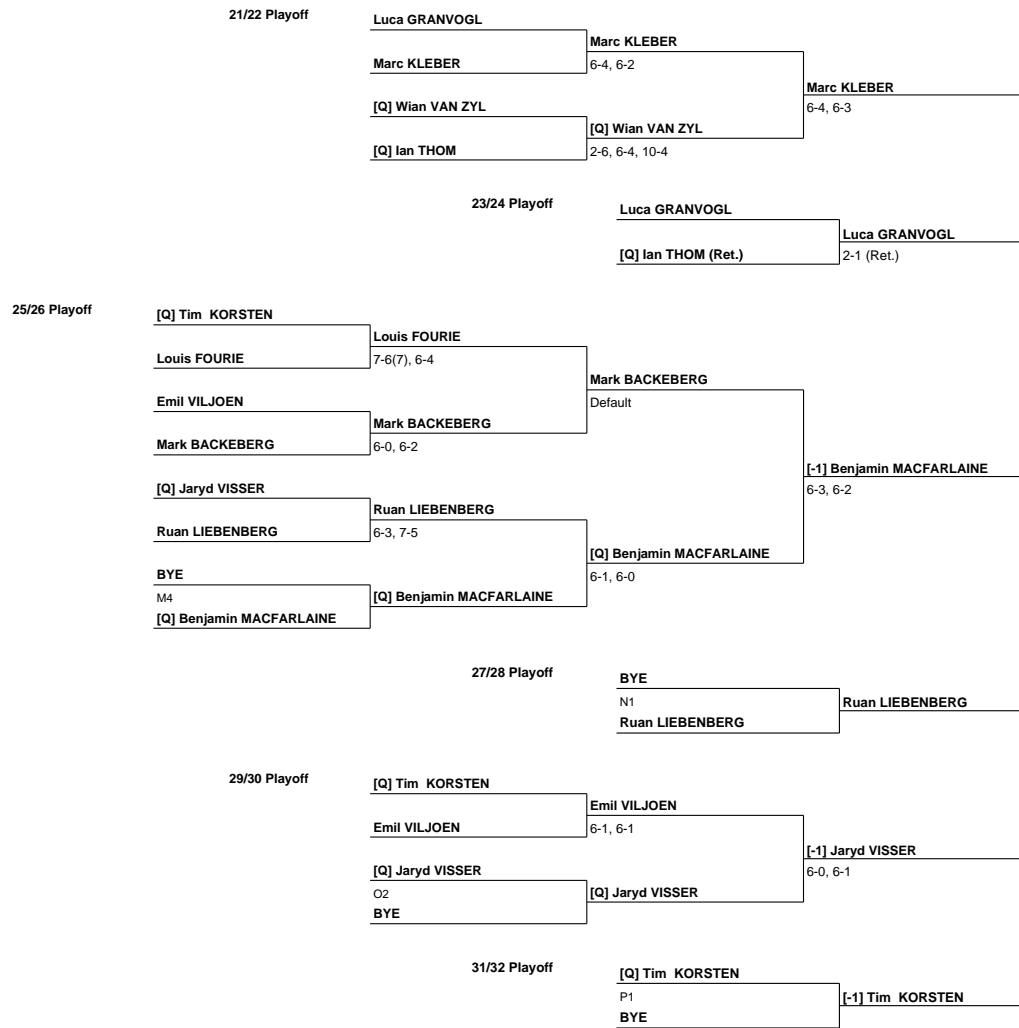 21/22 Playoff
Luca GRANVOGL
Marc KLEBER
Marc KLEBER
6-4, 6-2
Marc KLEBER
6-4, 6-3
[Q] Wian VAN ZYL
[Q] Wian VAN ZYL
[Q] Ian THOM
2-6, 6-4, 10-4
23/24 Playoff
Luca GRANVOGL
Luca GRANVOGL
[Q] Ian THOM (Ret.)
2-1 (Ret.)
25/26 Playoff
[Q] Tim KORSTEN
Louis FOURIE
Louis FOURIE
7-6(7), 6-4
Mark BACKEBERG
Default
Emil VILJOEN
Mark BACKEBERG
Mark BACKEBERG
6-0, 6-2
[-1] Benjamin MACFARLAINE
6-3, 6-2
[Q] Jaryd VISSER
Ruan LIEBENBERG
Ruan LIEBENBERG
6-3, 7-5
[Q] Benjamin MACFARLAINE
6-1, 6-0
BYE
M4
[Q] Benjamin MACFARLAINE
[Q] Benjamin MACFARLAINE
27/28 Playoff
BYE
N1
Ruan LIEBENBERG
Ruan LIEBENBERG
29/30 Playoff
[Q] Tim KORSTEN
Emil VILJOEN
Emil VILJOEN
6-1, 6-1
[-1] Jaryd VISSER
6-0, 6-1
[Q] Jaryd VISSER
O2
[Q] Jaryd VISSER
BYE
31/32 Playoff
[Q] Tim KORSTEN
P1
[-1] Tim KORSTEN
BYE